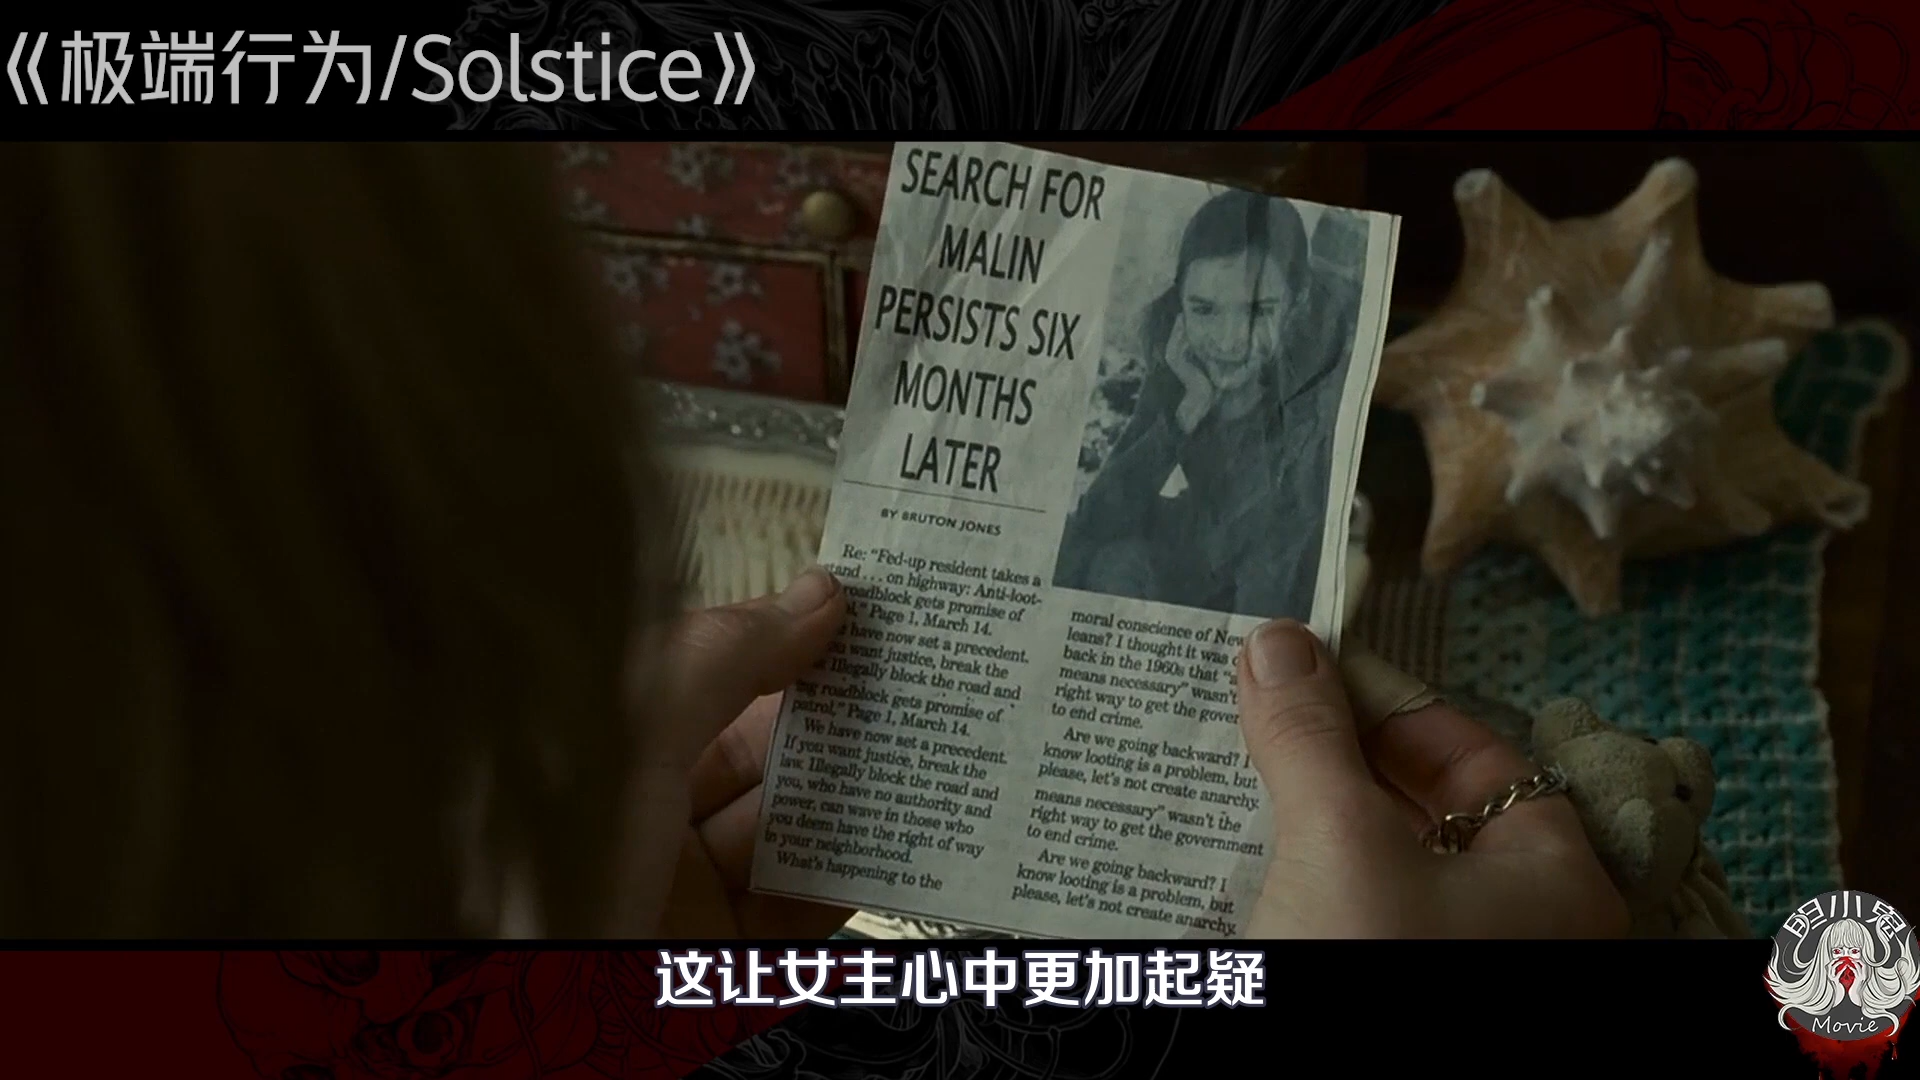 《极端行为/Solstice》
SEARCH FOR
MALIN
PERSISTS SIX
MONTHS
LATER
BY BRUTON JONES
Re: “Fed-up resident takes a
stand . . . on highway: Anti-loot-
roadblock gets promise of
Page 1, March 14.
have now set a precedent.
want justice, break the
Illegally block the road and
ing roadblock gets promise of
patrol,” Page 1, March 14.
We have now set a precedent.
If you want justice, break the
law. Illegally block the road and
you, who have no authority and
power, can wave in those who
you deem have the right of way
in your neighborhood.
What's happening to the
moral conscience of New
leans? I thought it was
back in the 1960s that
means necessary” wasn't
right way to get the gover
to end crime.
Are we going backward? I
know looting is a problem, but
please, let's not create anarchy.
means necessary” wasn't the
right way to get the government
to end crime.
Are we going backward? I
know looting is a problem, but
please, let's not create anarchy.
这让女主心中更加起疑
胆小鬼
Movie